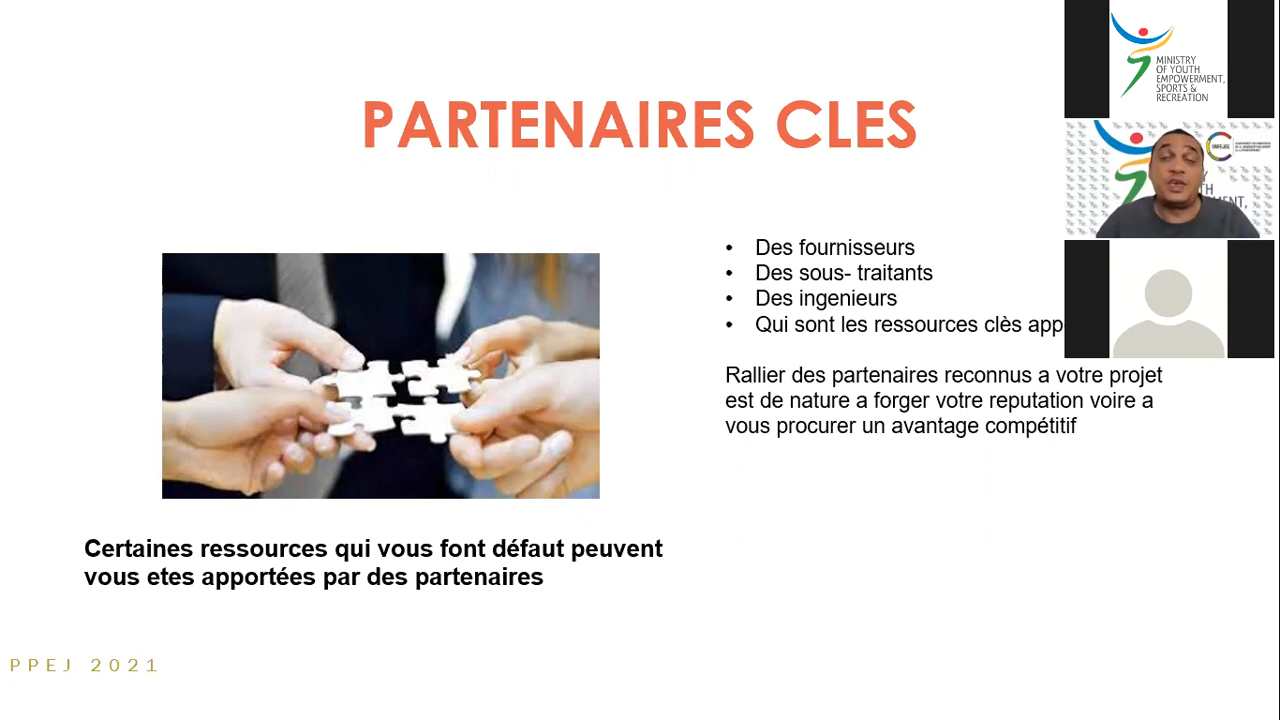 PARTENAIRES CLES
• Des fournisseurs
• Des sous- traitants
• Des ingenieurs
• Qui sont les ressources clès
Rallier des partenaires reconnus a votre projet
est de nature a forger votre reputation voire a
vous procurer un avantage compétitif
Certaines ressources qui vous font défaut peuvent
vous etes apportées par des partenaires
PPEJ 2021
MINISTRY
OF YOUTH
EMPOWERMENT,
SPORTS &
RECREATION